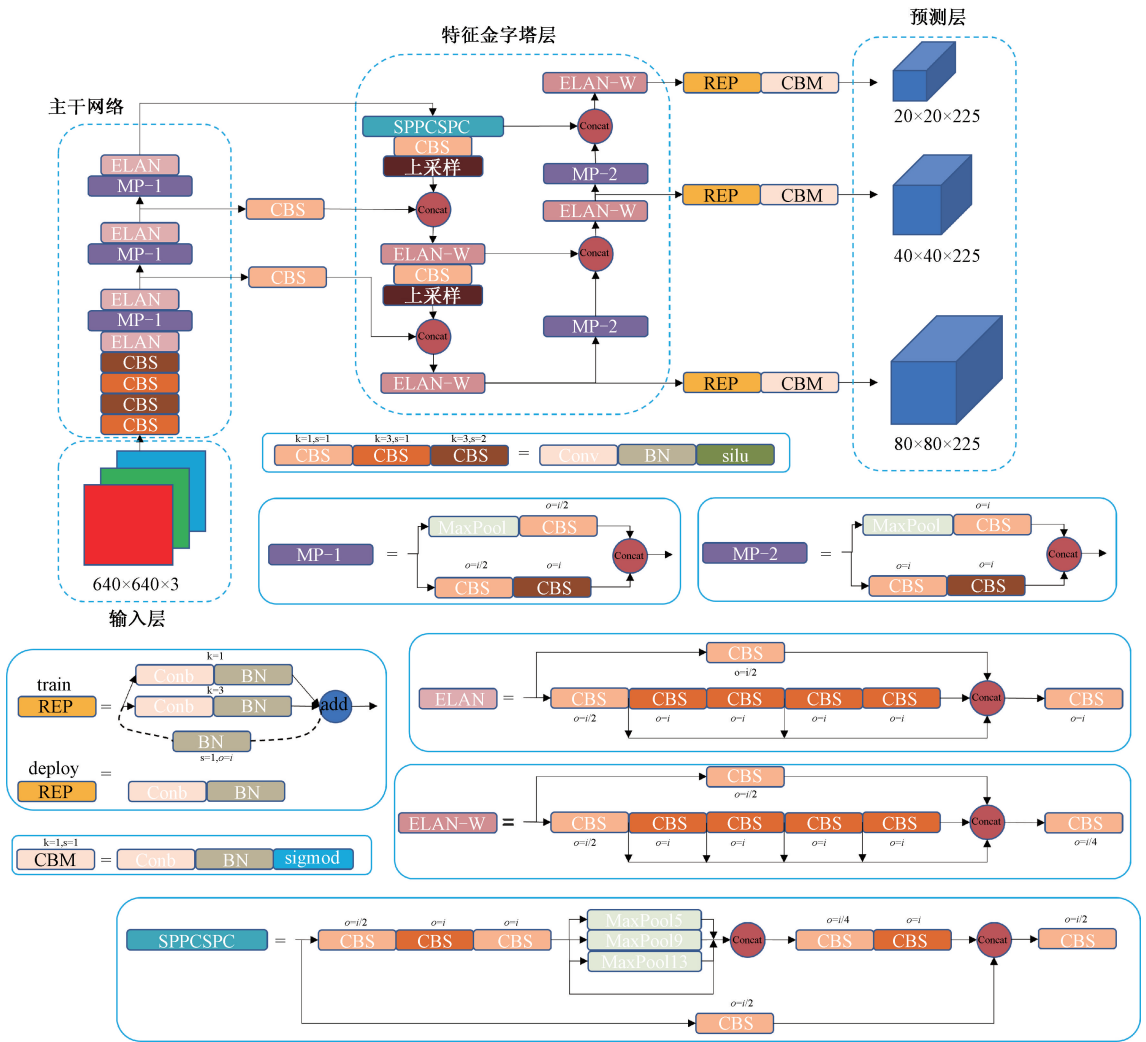 预测层
特征金字塔层
主干网络
ELAN-W
REP
CBM
20×20×225
SPPCSPC
Concat
CBS
上采样
ELAN
MP-1
MP-2
CBS
Concat
ELAN-W
REP
CBM
40×40×225
ELAN
MP-1
ELAN-W
Concat
CBS
CBS
上采样
ELAN
MP-1
Concat
MP-2
ELAN
CBS
CBS
CBS
CBS
ELAN-W
REP
CBM
80×80×225
640×640×3
输入层
k=1,s=1
k=3,s=1
k=3,s=2
CBS
CBS
CBS
=
Conv
BN
silu
MP-1
=
o=i/2
MaxPool
CBS
o=i/2
o=i
CBS
CBS
Concat
MP-2
=
o=i
MaxPool
CBS
o=i
o=i
CBS
CBS
Concat
train
REP
=
k=1
Conb
BN
k=3
Conb
BN
BN
s=1,o=i
add
deploy
REP
=
Conb
BN
k=1,s=1
CBM
=
Conb
BN
sigmod
ELAN
=
CBS
o=i/2
CBS
CBS
CBS
CBS
CBS
o=i/2
o=i
o=i
o=i
o=i
Concat
CBS
o=i
ELAN-W
=
CBS
o=i/2
CBS
CBS
CBS
CBS
CBS
o=i/2
o=i
o=i
o=i
o=i
Concat
CBS
o=i/4
SPPCSPC
=
o=i/2
o=i
o=i
CBS
CBS
CBS
MaxPool5
MaxPool9
MaxPool13
Concat
o=i/4
o=i
CBS
CBS
Concat
o=i/2
CBS
o=i/2
CBS